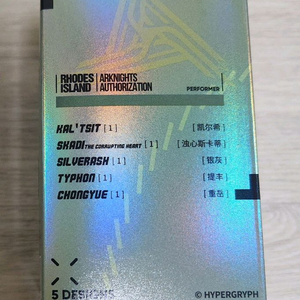 RHODES ISLAND
ARKNIGHTS AUTHORIZATION
PERFORMER
KAL'TSIT [1] [凯尔希]
SKADI THE CORRUPTING HEART [1] [浊心斯卡蒂]
SILVERASH [1] [银灰]
TYPHON [1] [提丰]
CHONGYUE [1] [重岳]
5 DESIGNS
© HYPERGRYPH